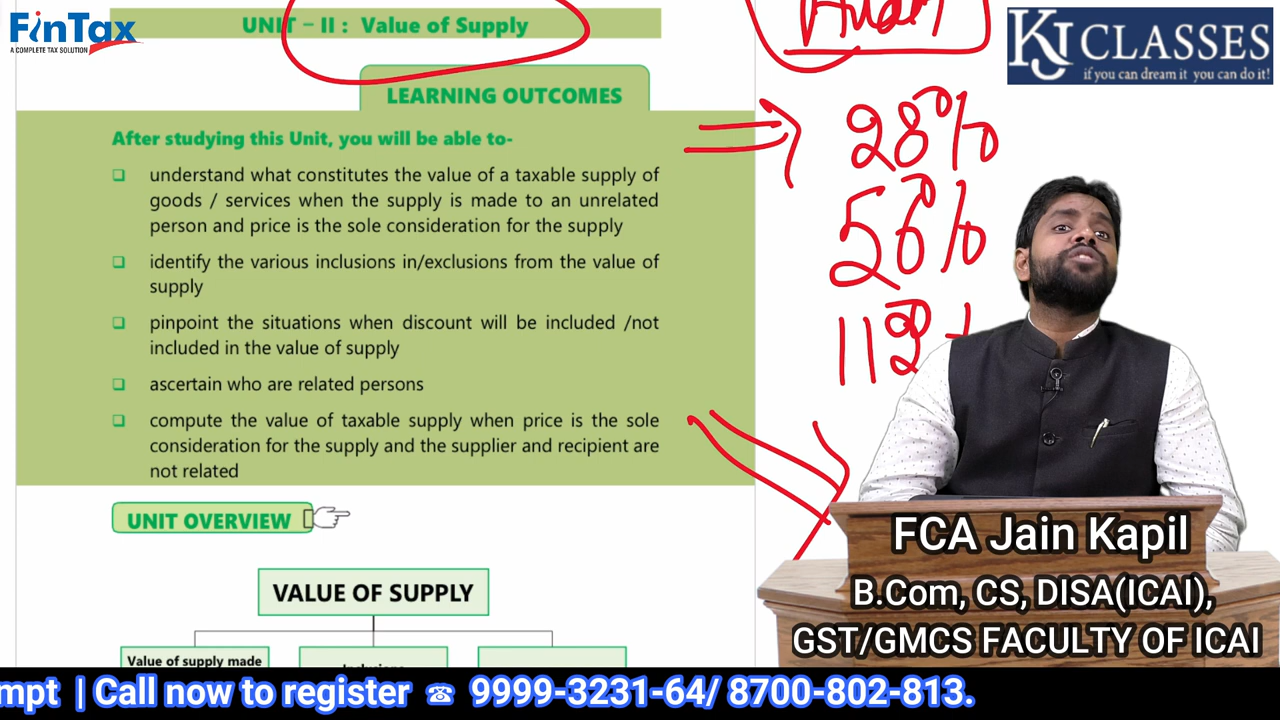 FinTax
A COMPLETE TAX SOLUTION
UNIT – II : Value of Supply
KJ CLASSES
if you can dream it you can do it!
LEARNING OUTCOMES
After studying this Unit, you will be able to-
understand what constitutes the value of a taxable supply of
goods / services when the supply is made to an unrelated
person and price is the sole consideration for the supply
identify the various inclusions in/exclusions from the value of
supply
pinpoint the situations when discount will be included /not
included in the value of supply
ascertain who are related persons
compute the value of taxable supply when price is the sole
consideration for the supply and the supplier and recipient are
not related
28%
56%
UNIT OVERVIEW
VALUE OF SUPPLY
Value of supply made
Inclusions
FCA Jain Kapil
B.Com, CS, DISA(ICAI),
GST/GMCS FACULTY OF ICAI
| Call now to register ☎ 9999-3231-64/ 8700-802-813.